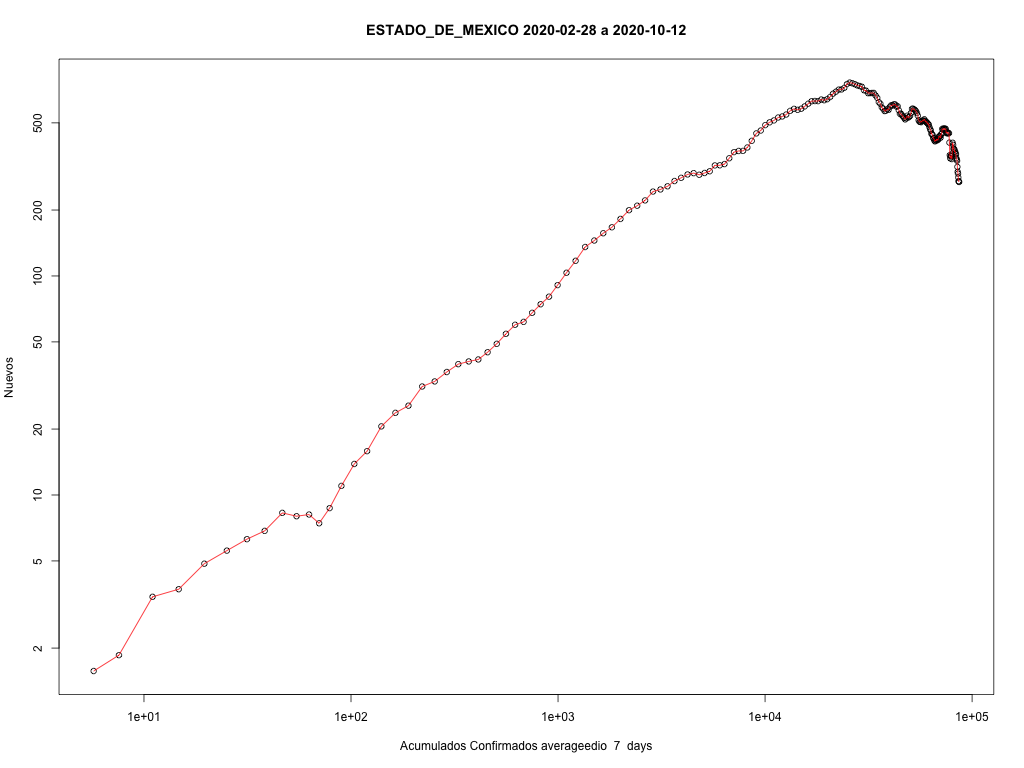 ESTADO_DE_MEXICO 2020-02-28 a 2020-10-12
Nuevos
500
200
100
50
20
10
5
2
1e+01 1e+02 1e+03 1e+04 1e+05
Acumulados Confirmados averageedio 7 days